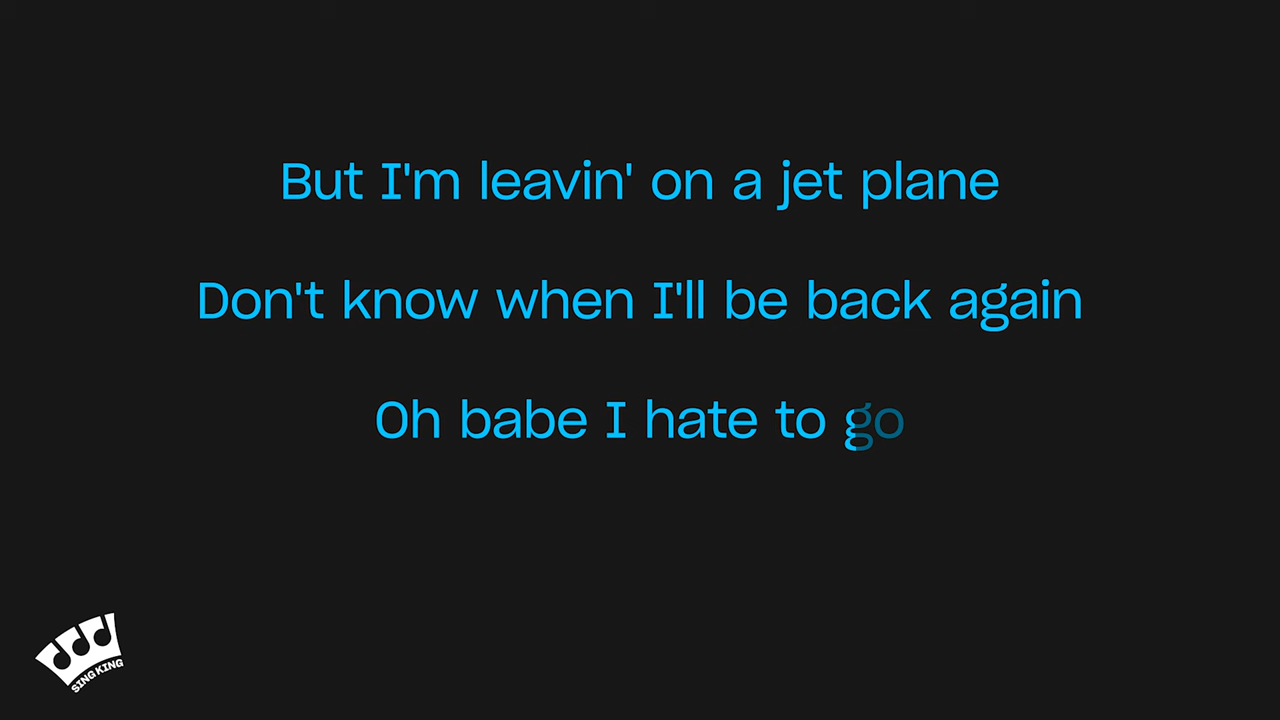 But I'm leavin' on a jet plane
Don't know when I'll be back again
Oh babe I hate to go
SING KING